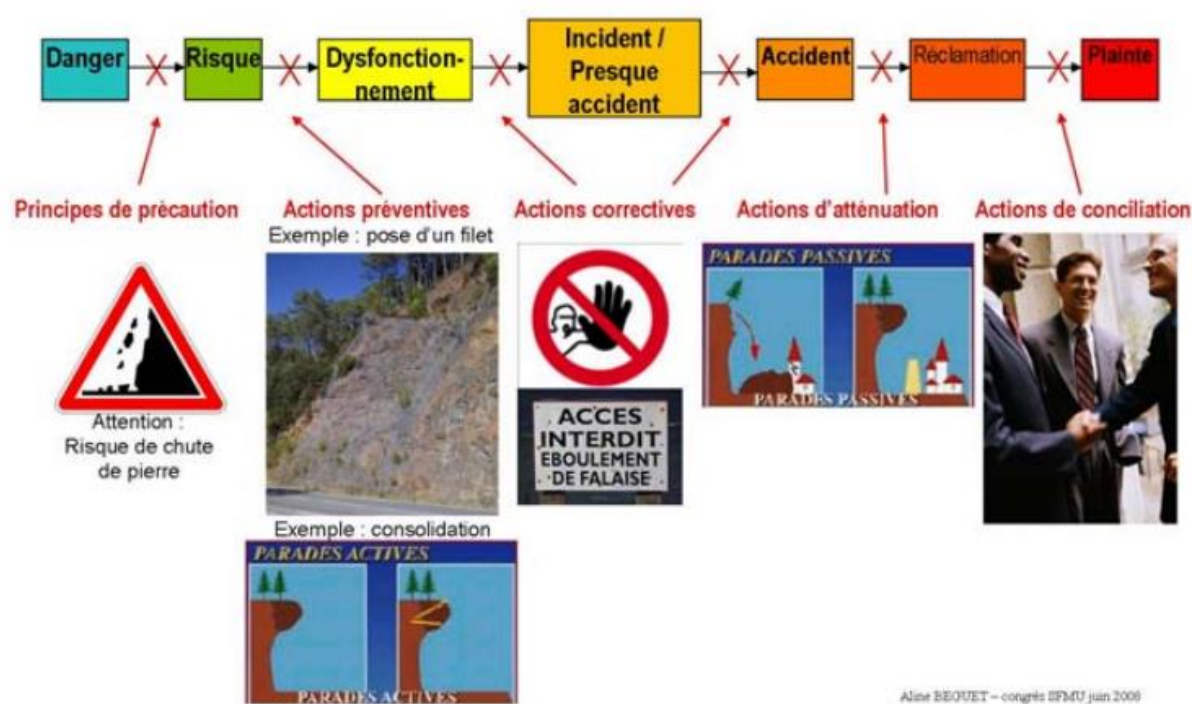 Danger
Risque
Dysfonction-
nement
Incident /
Presque
accident
Accident
Réclamation
Plainte
Principes de précaution
Actions préventives
Actions correctives
Actions d'atténuation
Actions de conciliation
Exemple : pose d'un filet
Attention :
Risque de chute
de pierre
ACCES
INTERDIT
EBOULEMENT
DE FALAISE
PARADES PASSIVES
PARADES PASSIVES
Exemple : consolidation
PARADES ACTIVES
PARADES ACTIVES
Aline BEGUET – congrès SFMU juin 2008